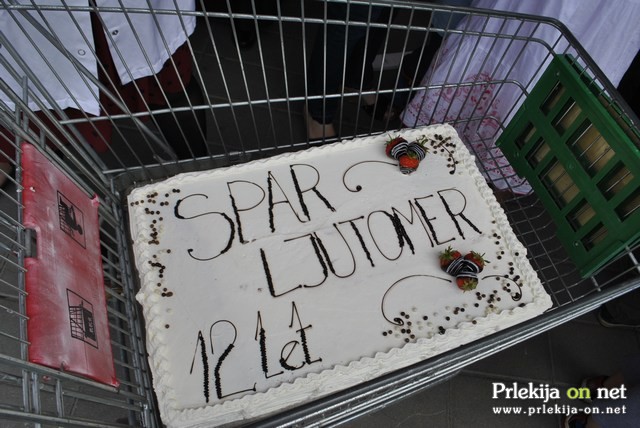 SPAR
LJUTOMER
12 Let
Prlekija on net
www.prlekija-on.net